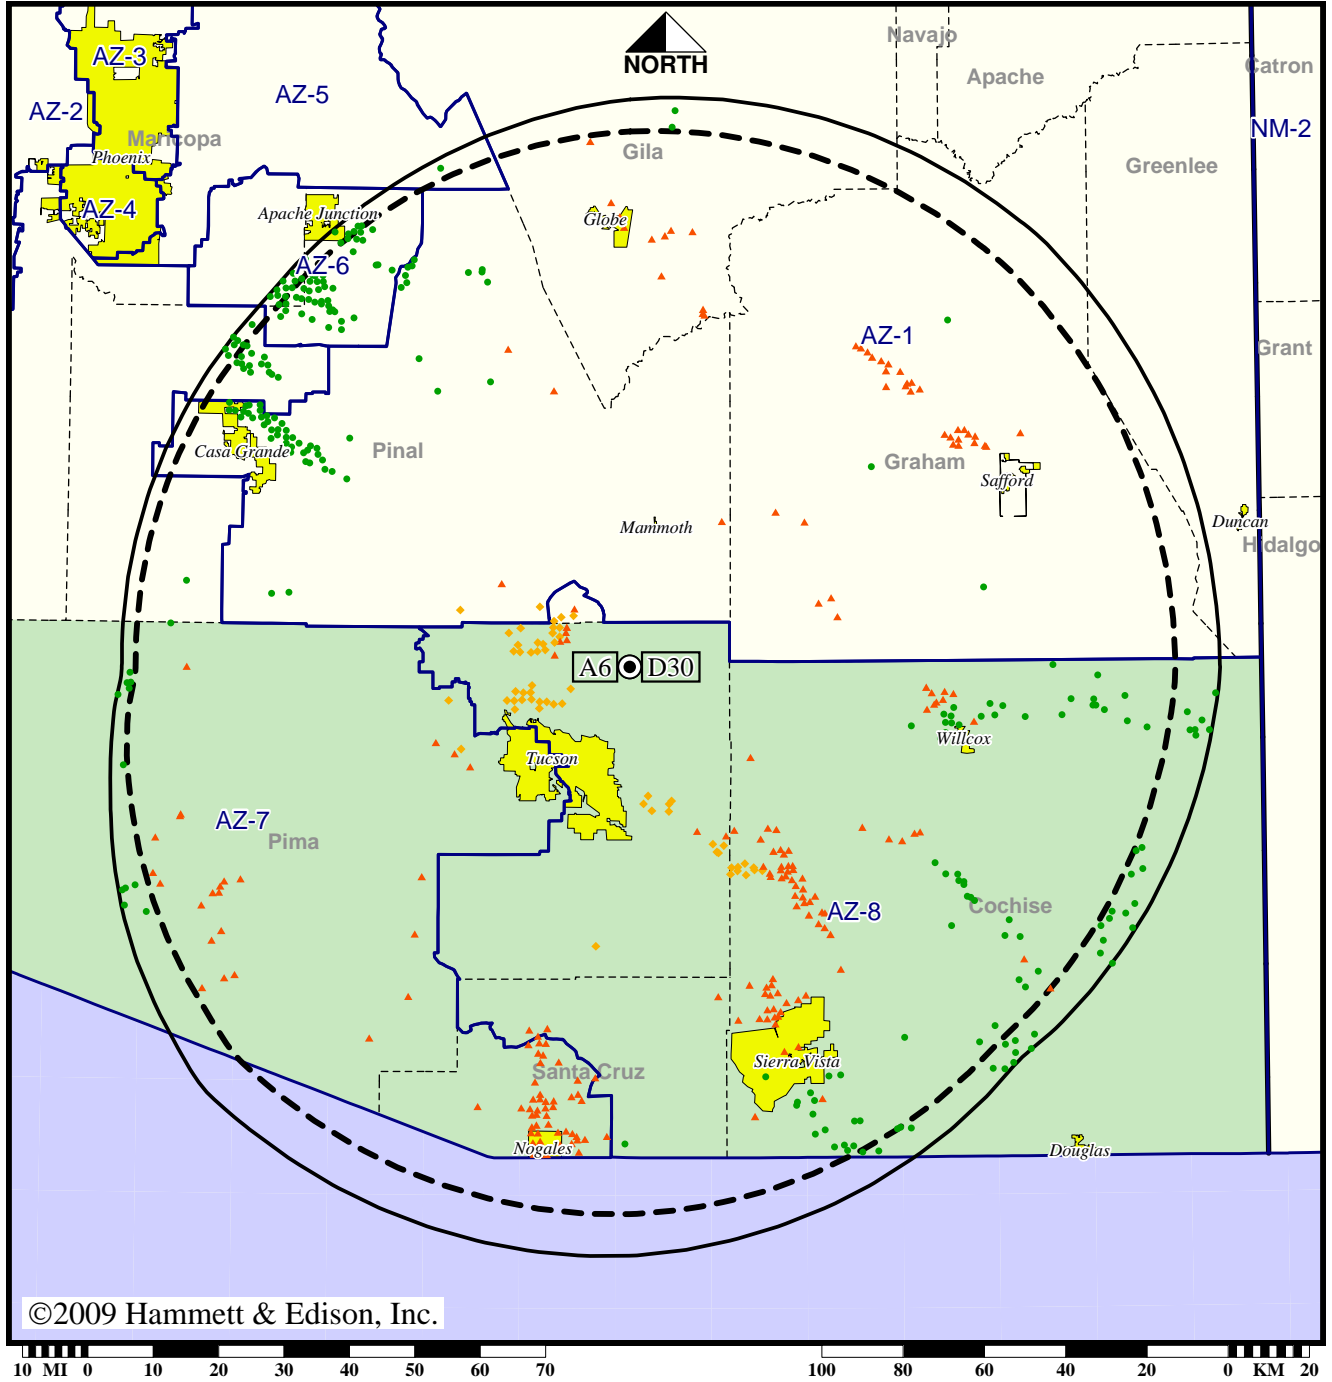 Navajo
AZ-3
NORTH
Catron
Apache
AZ-5
AZ-2
NM-2
Maricopa
Gila
Phoenix
Greenlee
AZ-4
Apache Junction
Globe
AZ-6
AZ-1
Grant
Casa Grande
Pinal
Graham
Safford
Mammoth
Duncan
Hidalgo
A6 D30
Willcox
Tucson
AZ-7
Pima
AZ-8
Cochise
Sierra Vista
Santa Cruz
Nogales
Douglas
©2009 Hammett & Edison, Inc.
10 MI 0 10 20 30 40 50 60 70 100 80 60 40 20 0 KM 20